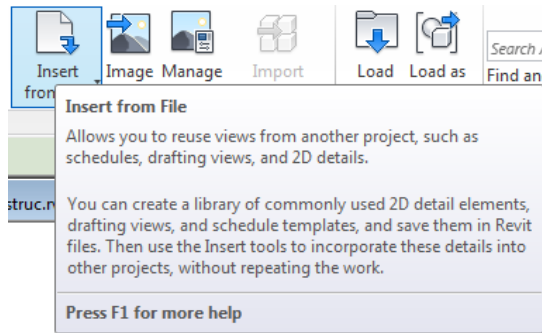 Insert Image Manage Import Load Load as
Search
fron Find an
Insert from File
Allows you to reuse views from another project, such as
schedules, drafting views, and 2D details.
struc.r
You can create a library of commonly used 2D detail elements,
drafting views, and schedule templates, and save them in Revit
files. Then use the Insert tools to incorporate these details into
other projects, without repeating the work.
Press F1 for more help